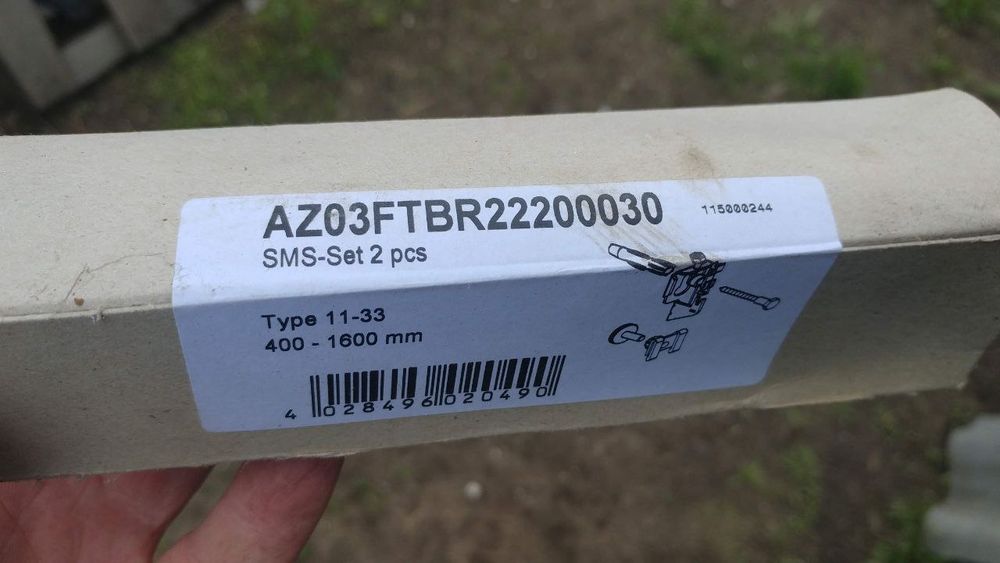 AZ03FTBR22200030
115000244
SMS-Set 2 pcs
Type 11-33
400 - 1600 mm
4 028496 020490